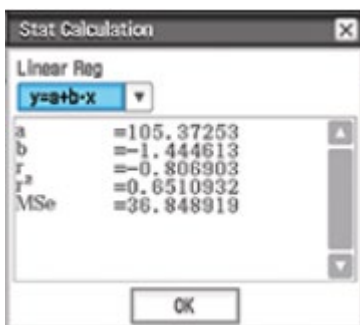 Stat Calculation
Linear Reg
y=a+b·x
a =105.37253
b =-1.444613
r =-0.806903
r² =0.6510932
MSe =36.848919
OK